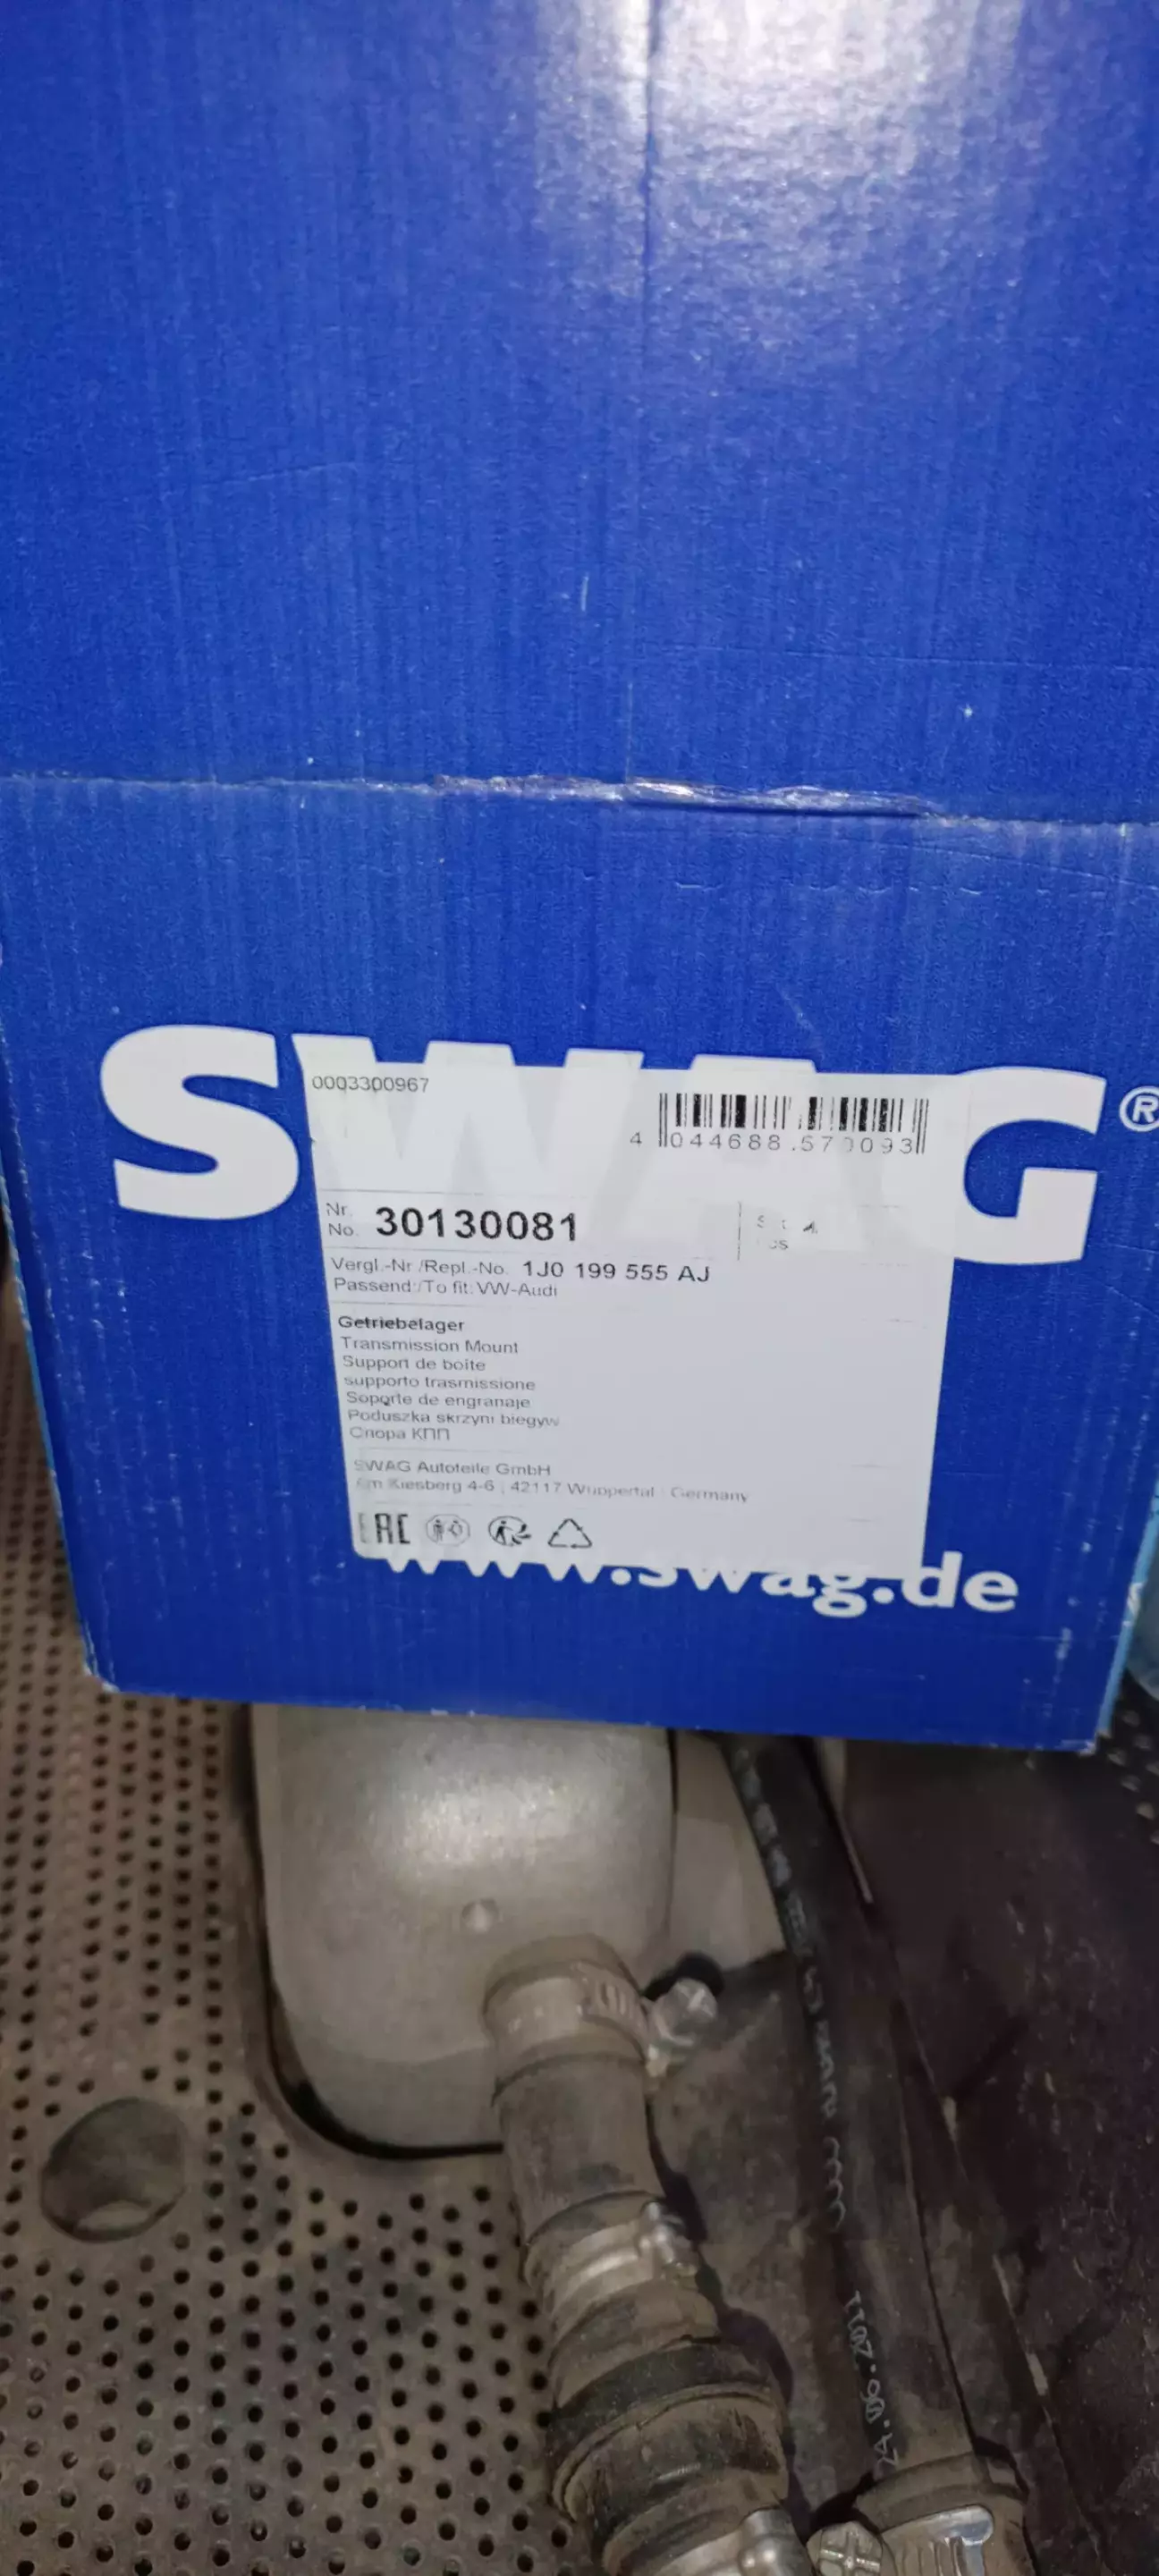 SWAG®
0003300967
4 044688 570093
Nr.
No. 30130081
Vergl.-Nr./Repl.-No. 1J0 199 555 AJ
Passend:/To fit: VW-Audi
Getriebelager
Transmission Mount
Support de boîte
supporto trasmissione
Soporte de engranaje
Poduszka skrzyni biegyw
Опора КПП
SWAG Autoteile GmbH
Am Kiesberg 4-6, 42117 Wuppertal · Germany
EAC
www.swag.de